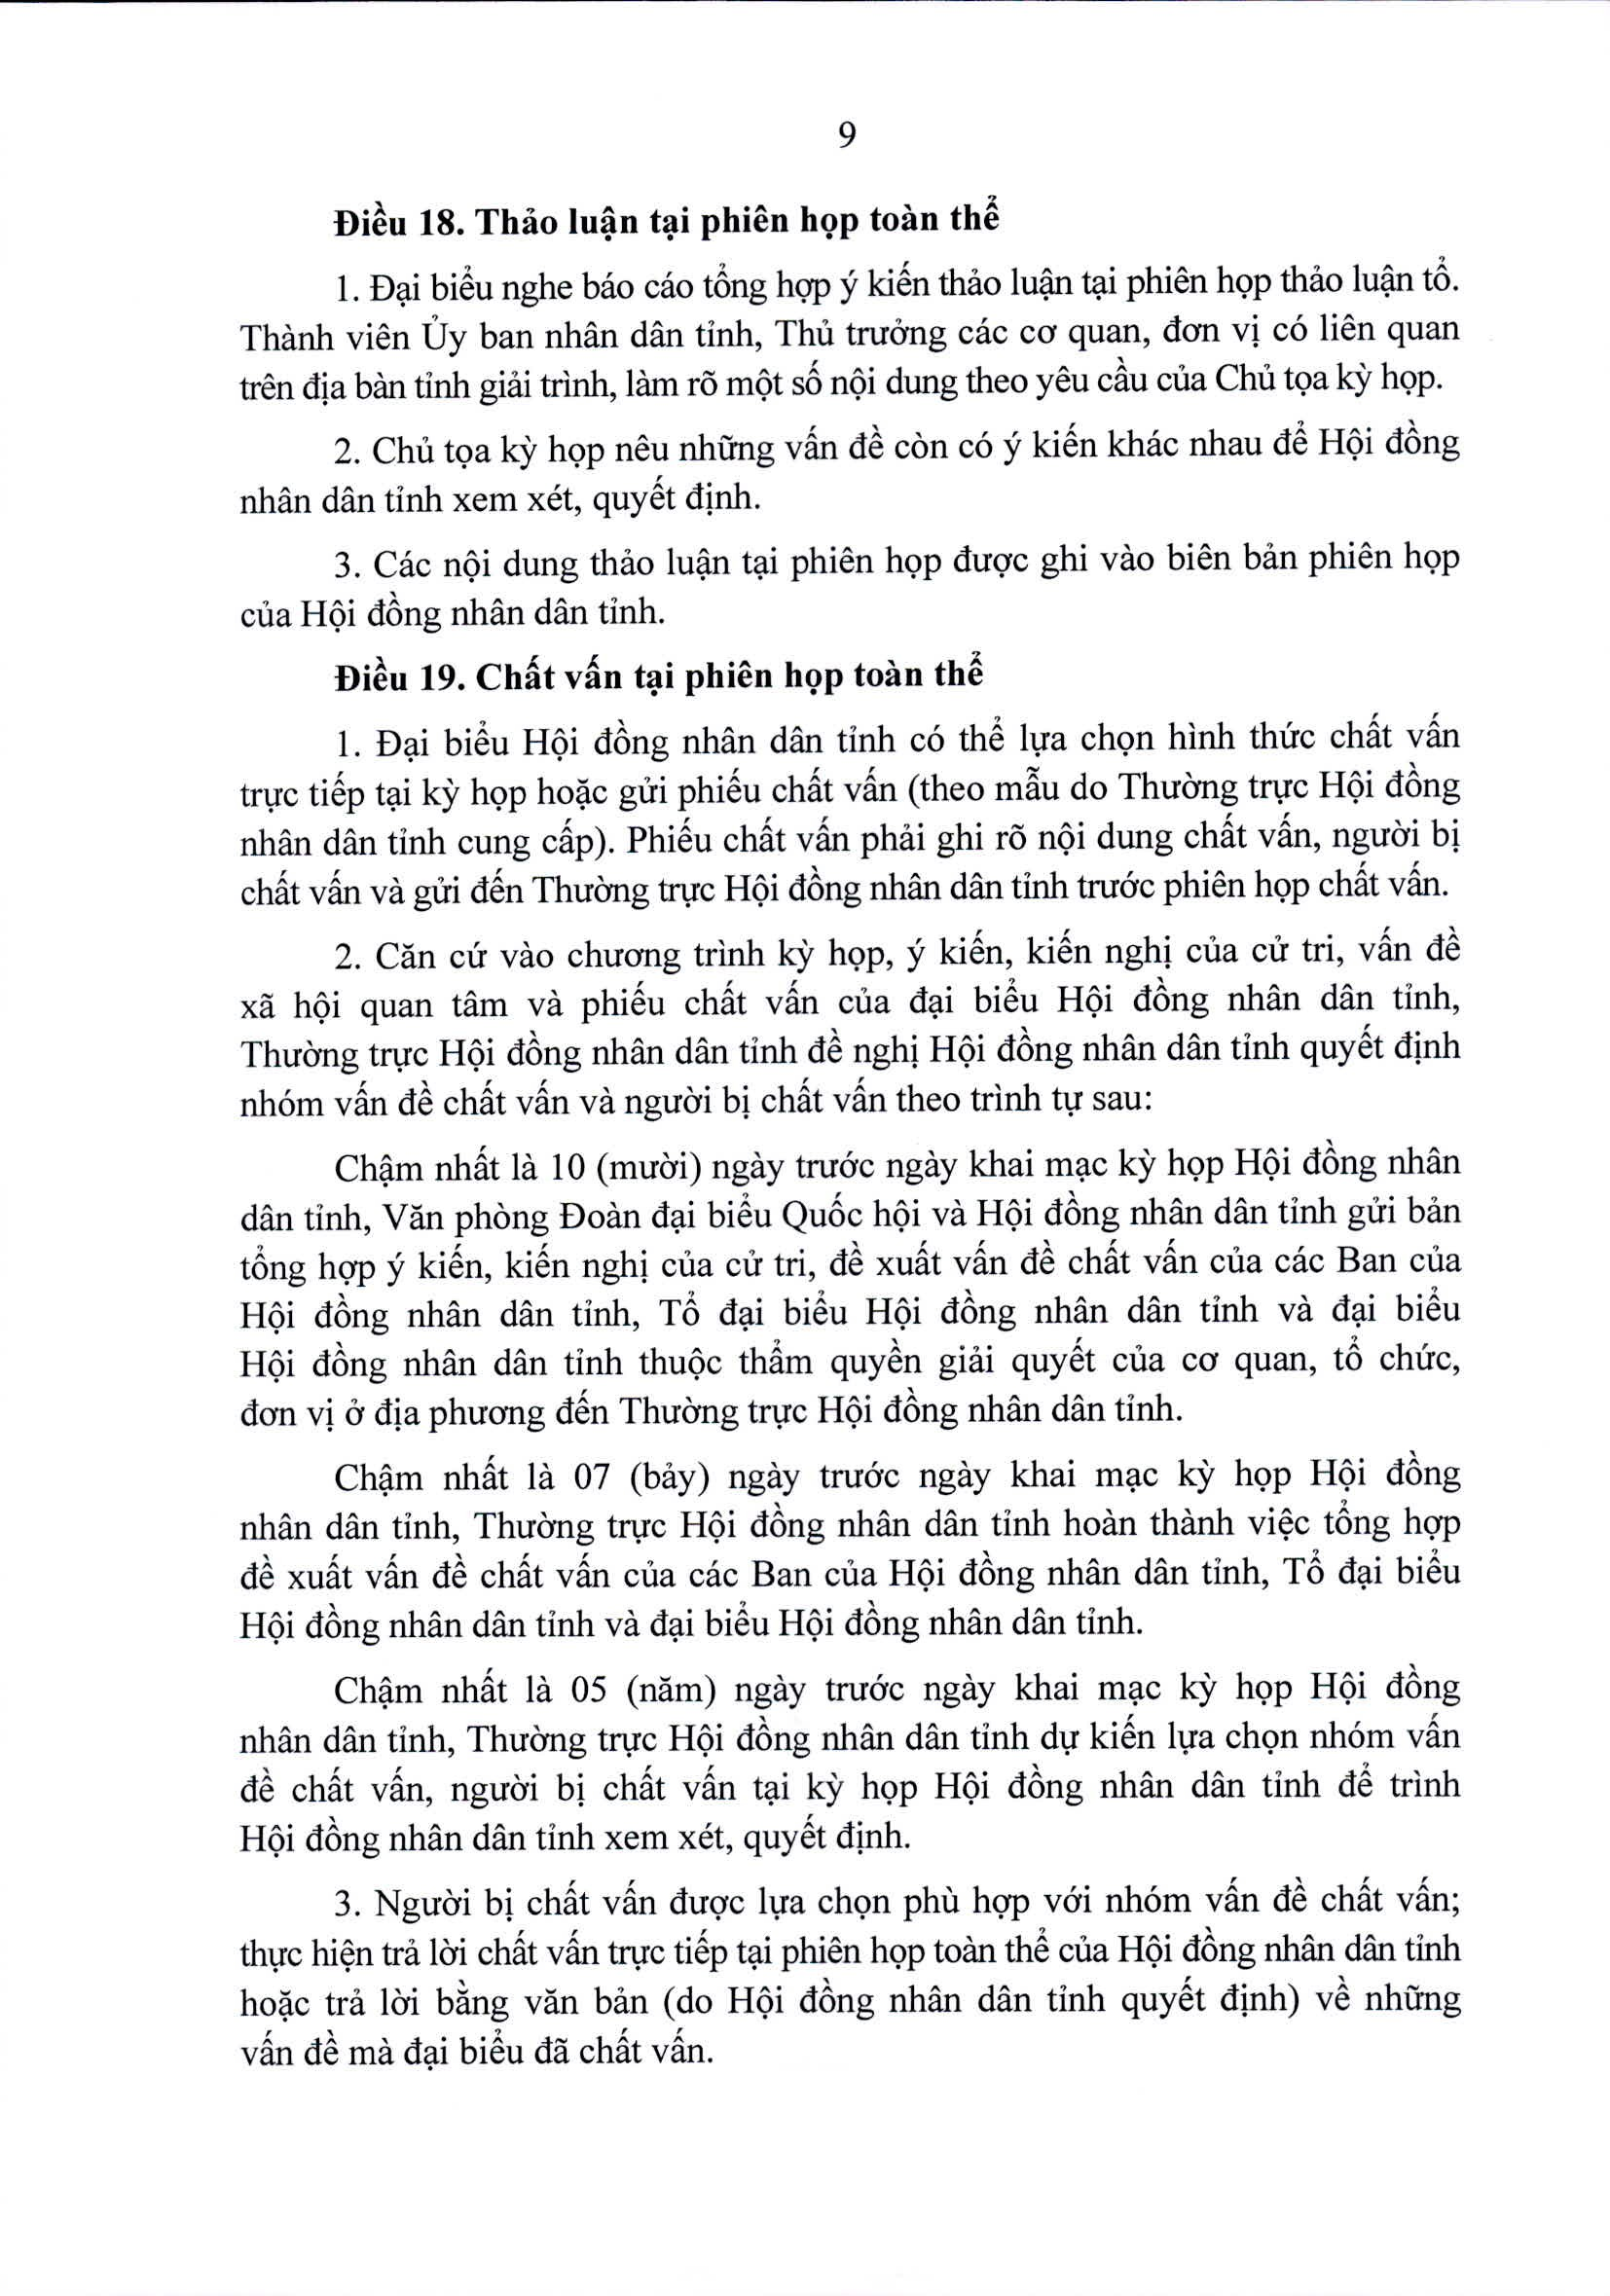 9
Điều 18. Thảo luận tại phiên họp toàn thể
1. Đại biểu nghe báo cáo tổng hợp ý kiến thảo luận tại phiên họp thảo luận tổ.
Thành viên Ủy ban nhân dân tỉnh, Thủ trưởng các cơ quan, đơn vị có liên quan
trên địa bàn tỉnh giải trình, làm rõ một số nội dung theo yêu cầu của Chủ tọa kỳ họp.
2. Chủ tọa kỳ họp nêu những vấn đề còn có ý kiến khác nhau để Hội đồng
nhân dân tỉnh xem xét, quyết định.
3. Các nội dung thảo luận tại phiên họp được ghi vào biên bản phiên họp
của Hội đồng nhân dân tỉnh.
Điều 19. Chất vấn tại phiên họp toàn thể
1. Đại biểu Hội đồng nhân dân tỉnh có thể lựa chọn hình thức chất vấn
trực tiếp tại kỳ họp hoặc gửi phiếu chất vấn (theo mẫu do Thường trực Hội đồng
nhân dân tỉnh cung cấp). Phiếu chất vấn phải ghi rõ nội dung chất vấn, người bị
chất vấn và gửi đến Thường trực Hội đồng nhân dân tỉnh trước phiên họp chất vấn.
2. Căn cứ vào chương trình kỳ họp, ý kiến, kiến nghị của cử tri, vấn đề
xã hội quan tâm và phiếu chất vấn của đại biểu Hội đồng nhân dân tỉnh,
Thường trực Hội đồng nhân dân tỉnh đề nghị Hội đồng nhân dân tỉnh quyết định
nhóm vấn đề chất vấn và người bị chất vấn theo trình tự sau:
Chậm nhất là 10 (mười) ngày trước ngày khai mạc kỳ họp Hội đồng nhân
dân tỉnh, Văn phòng Đoàn đại biểu Quốc hội và Hội đồng nhân dân tỉnh gửi bản
tổng hợp ý kiến, kiến nghị của cử tri, đề xuất vấn đề chất vấn của các Ban của
Hội đồng nhân dân tỉnh, Tổ đại biểu Hội đồng nhân dân tỉnh và đại biểu
Hội đồng nhân dân tỉnh thuộc thẩm quyền giải quyết của cơ quan, tổ chức,
đơn vị ở địa phương đến Thường trực Hội đồng nhân dân tỉnh.
Chậm nhất là 07 (bảy) ngày trước ngày khai mạc kỳ họp Hội đồng
nhân dân tỉnh, Thường trực Hội đồng nhân dân tỉnh hoàn thành việc tổng hợp
đề xuất vấn đề chất vấn của các Ban của Hội đồng nhân dân tỉnh, Tổ đại biểu
Hội đồng nhân dân tỉnh và đại biểu Hội đồng nhân dân tỉnh.
Chậm nhất là 05 (năm) ngày trước ngày khai mạc kỳ họp Hội đồng
nhân dân tỉnh, Thường trực Hội đồng nhân dân tỉnh dự kiến lựa chọn nhóm vấn
đề chất vấn, người bị chất vấn tại kỳ họp Hội đồng nhân dân tỉnh để trình
Hội đồng nhân dân tỉnh xem xét, quyết định.
3. Người bị chất vấn được lựa chọn phù hợp với nhóm vấn đề chất vấn;
thực hiện trả lời chất vấn trực tiếp tại phiên họp toàn thể của Hội đồng nhân dân tỉnh
hoặc trả lời bằng văn bản (do Hội đồng nhân dân tỉnh quyết định) về những
vấn đề mà đại biểu đã chất vấn.